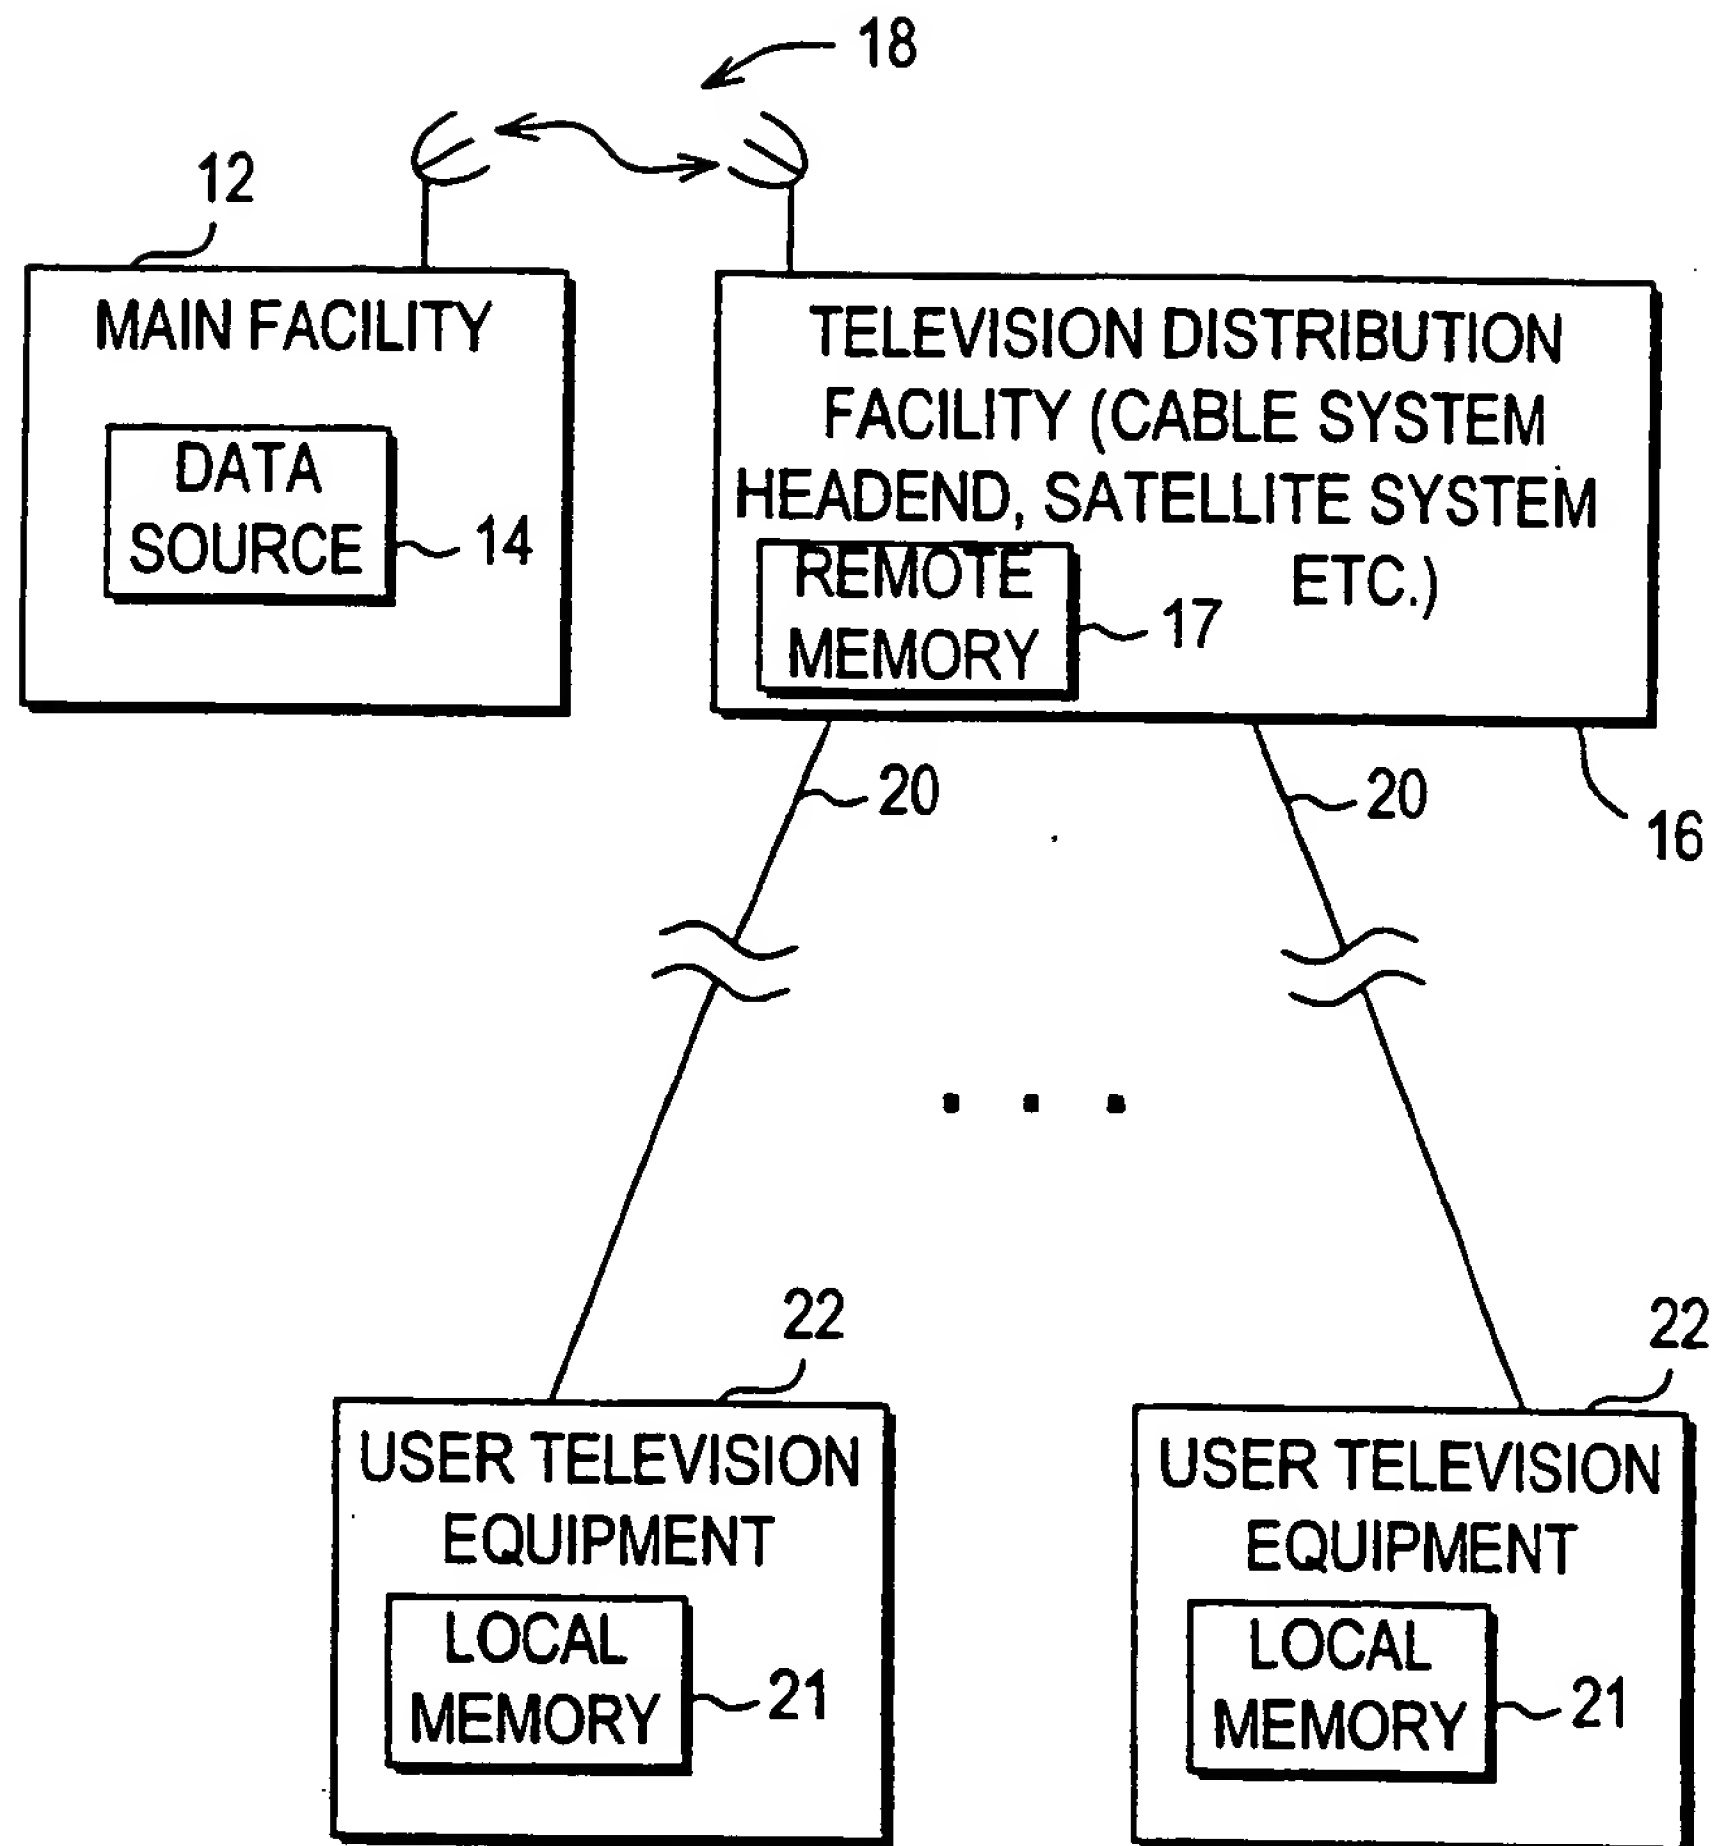 18
12
MAIN FACILITY
DATA
SOURCE
14
TELEVISION DISTRIBUTION
FACILITY (CABLE SYSTEM
HEADEND, SATELLITE SYSTEM
ETC.)
REMOTE
MEMORY
17
20
20
16
22
USER TELEVISION
EQUIPMENT
LOCAL
MEMORY
21
22
USER TELEVISION
EQUIPMENT
LOCAL
MEMORY
21